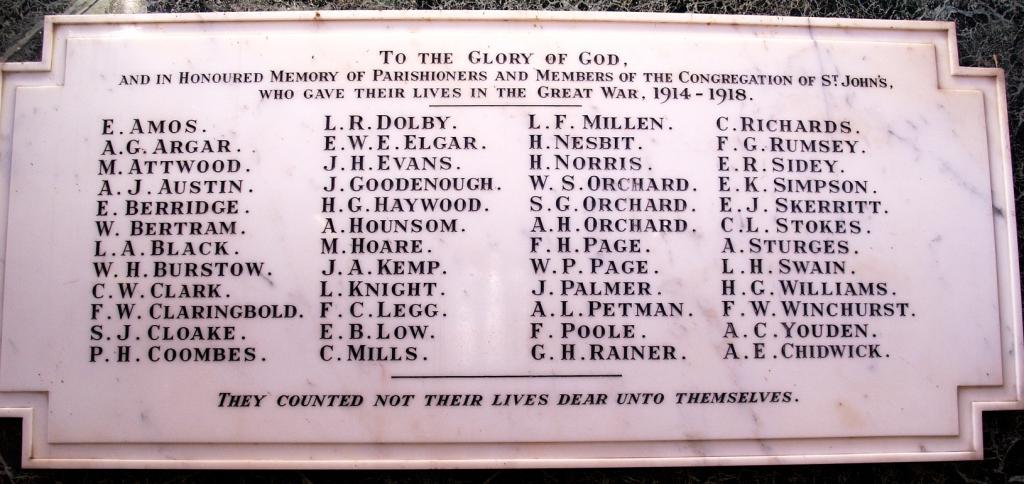 TO THE GLORY OF GOD,
AND IN HONOURED MEMORY OF PARISHIONERS AND MEMBERS OF THE CONGREGATION OF ST. JOHN'S,
WHO GAVE THEIR LIVES IN THE GREAT WAR, 1914-1918.
E. AMOS.
A.G. ARGAR.
M. ATTWOOD.
A. J. AUSTIN.
E. BERRIDGE.
W. BERTRAM.
L. A. BLACK.
W. H. BURSTOW.
C. W. CLARK.
F. W. CLARINGBOLD.
S. J. CLOAKE.
P. H. COOMBES.
L. R. DOLBY.
E. W. E. ELGAR.
J. H. EVANS.
J. GOODENOUGH.
H. G. HAYWOOD.
A. HOUNSOM.
M. HOARE.
J. A. KEMP.
L. KNIGHT.
F. C. LEGG.
E. B. LOW.
C. MILLS.
L. F. MILLEN.
H. NESBIT.
H. NORRIS.
W. S. ORCHARD.
S. G. ORCHARD.
A. H. ORCHARD.
F. H. PAGE.
W. P. PAGE.
J. PALMER.
A. L. PETMAN.
F. POOLE.
G. H. RAINER.
C. RICHARDS.
F. G. RUMSEY.
E. R. SIDEY.
E. K. SIMPSON.
E. J. SKERRITT.
C. L. STOKES.
A. STURGES.
L. H. SWAIN.
H. G. WILLIAMS.
F. W. WINCHURST.
A. C. YOUDEN.
A. E. CHIDWICK.
THEY COUNTED NOT THEIR LIVES DEAR UNTO THEMSELVES.